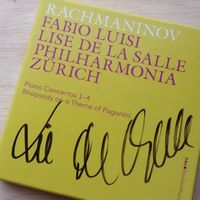 RACHMANINOV
FABIO LUISI
LISE DE LA SALLE
PHILHARMONIA
ZÜRICH
Piano Concertos 1–4
Rhapsody on a Theme of Paganini